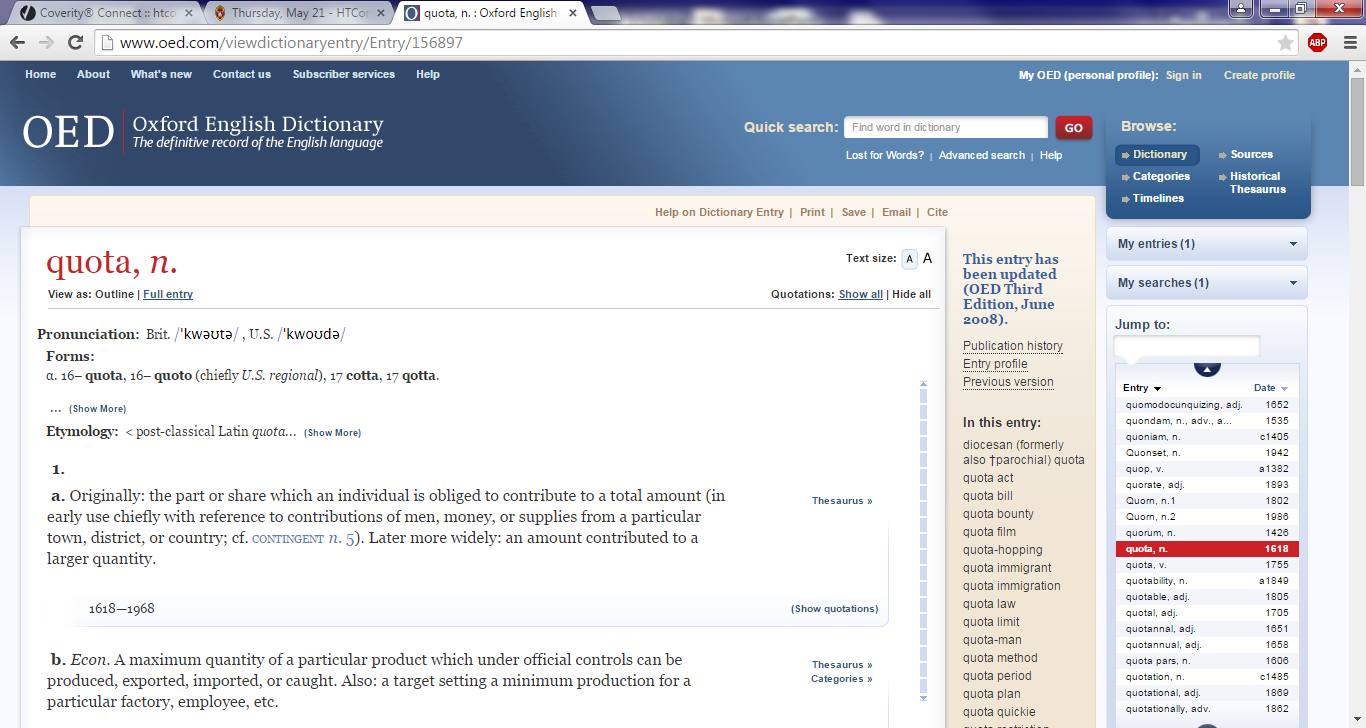 Coverity® Connect :: htco
Thursday, May 21 - HTCor
quota, n. : Oxford English
www.oed.com/viewdictionaryentry/Entry/156897
ABP
Home About What's new Contact us Subscriber services Help
My OED (personal profile): Sign in Create profile
OED Oxford English Dictionary
The definitive record of the English language
Quick search: Find word in dictionary GO
Lost for Words? | Advanced search | Help
Browse:
Dictionary
Sources
Categories
Historical
Thesaurus
Timelines
Help on Dictionary Entry | Print | Save | Email | Cite
quota, n.
Text size: A A
View as: Outline | Full entry
Quotations: Show all | Hide all
Pronunciation: Brit. /ˈkwəʊtə/ , U.S. /ˈkwoʊdə/
Forms:
α. 16– quota, 16– quoto (chiefly U.S. regional), 17 cotta, 17 qotta.
... (Show More)
Etymology: < post-classical Latin quota... (Show More)
1.
a. Originally: the part or share which an individual is obliged to contribute to a total amount (in
early use chiefly with reference to contributions of men, money, or supplies from a particular
town, district, or country; cf. CONTINGENT n. 5). Later more widely: an amount contributed to a
larger quantity.
Thesaurus »
1618—1968
(Show quotations)
b. Econ. A maximum quantity of a particular product which under official controls can be
produced, exported, imported, or caught. Also: a target setting a minimum production for a
particular factory, employee, etc.
Thesaurus »
Categories »
This entry has
been updated
(OED Third
Edition, June
2008).
Publication history
Entry profile
Previous version
In this entry:
diocesan (formerly
also †parochial) quota
quota act
quota bill
quota bounty
quota film
quota-hopping
quota immigrant
quota immigration
quota law
quota limit
quota-man
quota method
quota period
quota plan
quota quickie
quota restriction
My entries (1)
My searches (1)
Jump to:
Entry Date
quomodocunquizing, adj. 1652
quondam, n., adv., a... 1535
quoniam, n. c1405
Quonset, n. 1942
quop, v. a1382
quorate, adj. 1893
Quorn, n.1 1802
Quorn, n.2 1986
quorum, n. 1426
quota, n. 1618
quota, v. 1755
quotability, n. a1849
quotable, adj. 1805
quotal, adj. 1705
quotannal, adj. 1651
quotannual, adj. 1658
quota pars, n. 1606
quotation, n. c1485
quotational, adj. 1869
quotationally, adv. 1862